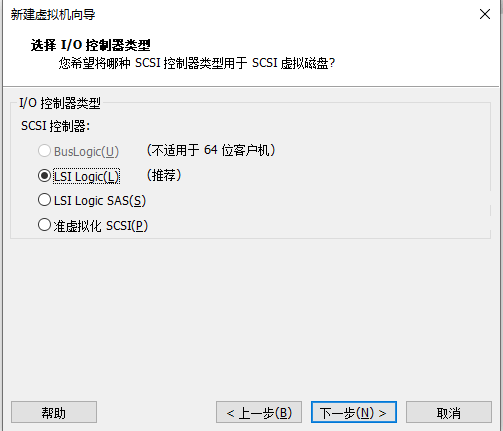 新建虚拟机向导
选择 I/O 控制器类型
您希望将哪种 SCSI 控制器类型用于 SCSI 虚拟磁盘?
I/O 控制器类型
SCSI 控制器:
BusLogic(U) （不适用于 64 位客户机）
LSI Logic(L) （推荐）
LSI Logic SAS(S)
准虚拟化 SCSI(P)
帮助 < 上一步(B) 下一步(N) > 取消